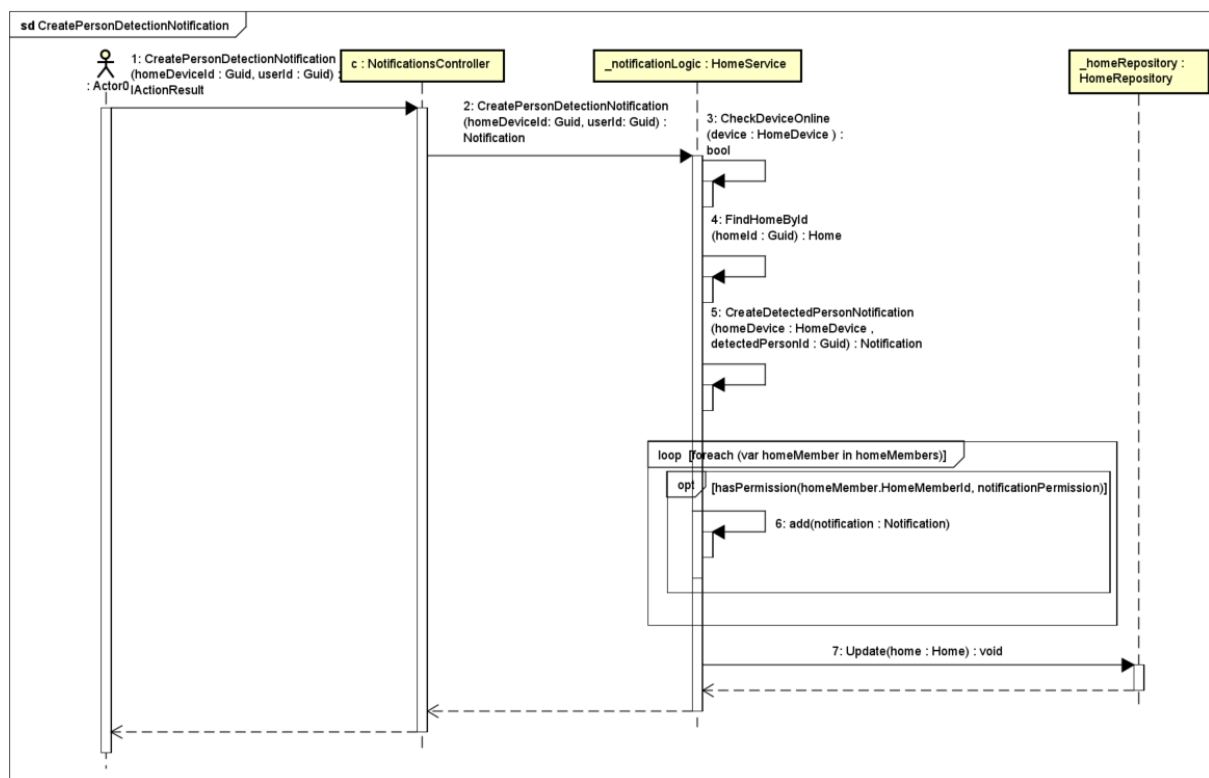 sd CreatePersonDetectionNotification
1: CreatePersonDetectionNotification
(homeDeviceId : Guid, userId : Guid) :
IActionResult
: Actor0
c : NotificationsController
_notificationLogic : HomeService
_homeRepository :
HomeRepository
2: CreatePersonDetectionNotification
(homeDeviceId: Guid, userId: Guid) :
Notification
3: CheckDeviceOnline
(device : HomeDevice ) :
bool
4: FindHomeById
(homeId : Guid) : Home
5: CreateDetectedPersonNotification
(homeDevice : HomeDevice ,
detectedPersonId : Guid) : Notification
loop [foreach (var homeMember in homeMembers)]
opt [hasPermission(homeMember.HomeMemberId, notificationPermission)]
6: add(notification : Notification)
7: Update(home : Home) : void